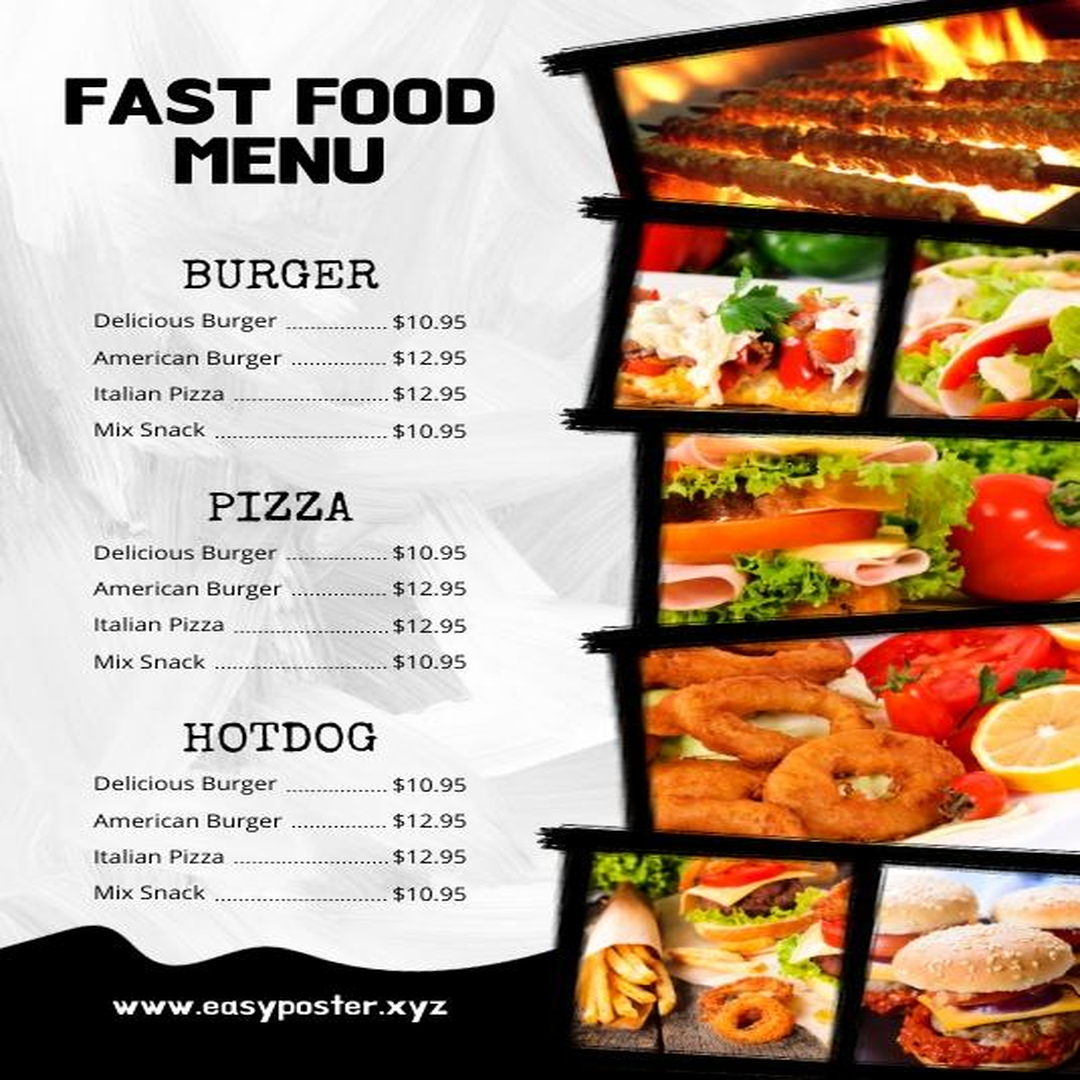 FAST FOOD
MENU
BURGER
Delicious Burger .................... $10.95
American Burger ................... $12.95
Italian Pizza ............................... $12.95
Mix Snack .................................. $10.95
PIZZA
Delicious Burger .................... $10.95
American Burger ................... $12.95
Italian Pizza ............................... $12.95
Mix Snack .................................. $10.95
HOTDOG
Delicious Burger .................... $10.95
American Burger ................... $12.95
Italian Pizza ............................... $12.95
Mix Snack .................................. $10.95
www.easyposter.xyz